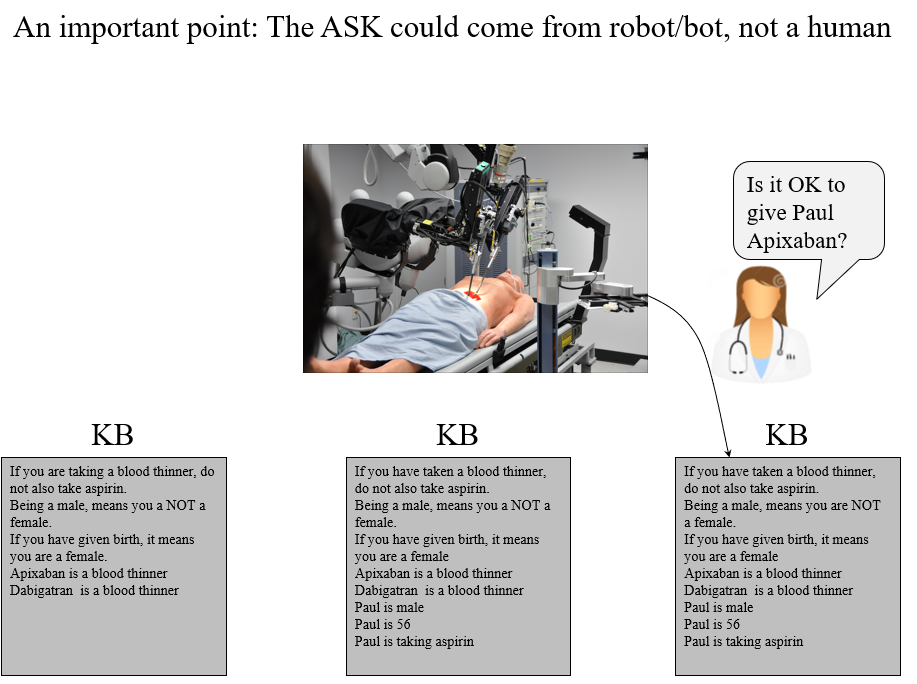 An important point: The ASK could come from robot/bot, not a human
Is it OK to
give Paul
Apixaban?
KB
If you are taking a blood thinner, do
not also take aspirin.
Being a male, means you a NOT a
female.
If you have given birth, it means
you are a female.
Apixaban is a blood thinner
Dabigatran  is a blood thinner
KB
If you have taken a blood thinner,
do not also take aspirin.
Being a male, means you a NOT a
female.
If you have given birth, it means
you are a female
Apixaban is a blood thinner
Dabigatran  is a blood thinner
Paul is male
Paul is 56
Paul is taking aspirin
KB
If you have taken a blood thinner,
do not also take aspirin.
Being a male, means you are NOT
a female.
If you have given birth, it means
you are a female
Apixaban is a blood thinner
Dabigatran  is a blood thinner
Paul is male
Paul is 56
Paul is taking aspirin